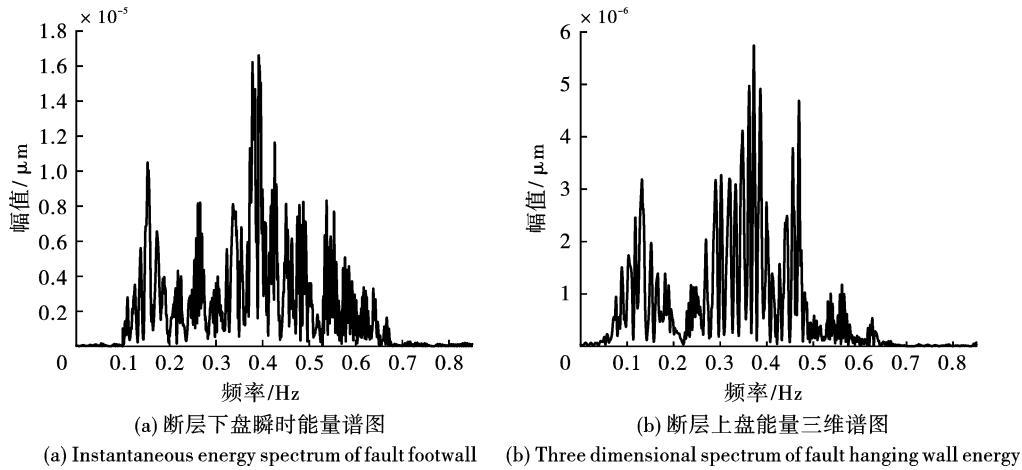 × 10⁻⁵
1.8
1.6
1.4
1.2
1.0
0.8
0.6
0.4
0.2
0
幅值/ μm
0.1 0.2 0.3 0.4 0.5 0.6 0.7 0.8
频率/Hz
(a) 断层下盘瞬时能量谱图
(a) Instantaneous energy spectrum of fault footwall
× 10⁻⁶
6
5
4
3
2
1
0
幅值/ μm
0.1 0.2 0.3 0.4 0.5 0.6 0.7 0.8
频率/Hz
(b) 断层上盘能量三维谱图
(b) Three dimensional spectrum of fault hanging wall energy